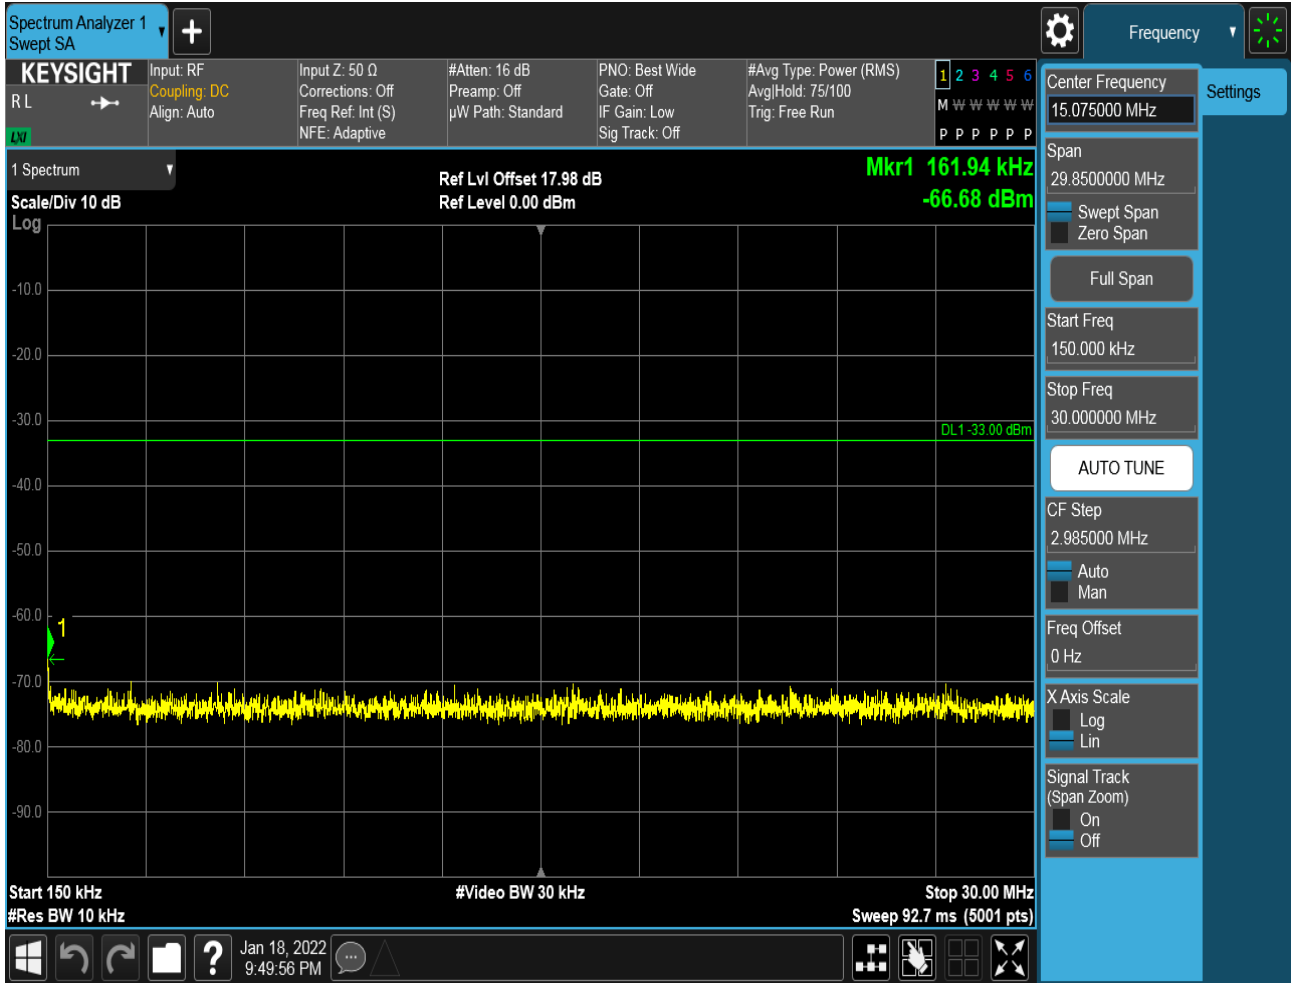 Spectrum Analyzer 1
Swept SA
Frequency
KEYSIGHT
R L
LXI
Input: RF
Coupling: DC
Align: Auto
Input Z: 50 Ω
Corrections: Off
Freq Ref: Int (S)
NFE: Adaptive
#Atten: 16 dB
Preamp: Off
µW Path: Standard
PNO: Best Wide
Gate: Off
IF Gain: Low
Sig Track: Off
#Avg Type: Power (RMS)
Avg|Hold: 75/100
Trig: Free Run
1 2 3 4 5 6
M W W W W W
P P P P P P
1 Spectrum
Scale/Div 10 dB
Log
Ref Lvl Offset 17.98 dB
Ref Level 0.00 dBm
Mkr1 161.94 kHz
-66.68 dBm
-10.0
-20.0
-30.0
DL1 -33.00 dBm
-40.0
-50.0
-60.0
1
-70.0
-80.0
-90.0
Start 150 kHz
#Res BW 10 kHz
#Video BW 30 kHz
Stop 30.00 MHz
Sweep 92.7 ms (5001 pts)
?
Jan 18, 2022
9:49:56 PM
Center Frequency
15.075000 MHz
Settings
Span
29.8500000 MHz
Swept Span
Zero Span
Full Span
Start Freq
150.000 kHz
Stop Freq
30.000000 MHz
AUTO TUNE
CF Step
2.985000 MHz
Auto
Man
Freq Offset
0 Hz
X Axis Scale
Log
Lin
Signal Track
(Span Zoom)
On
Off